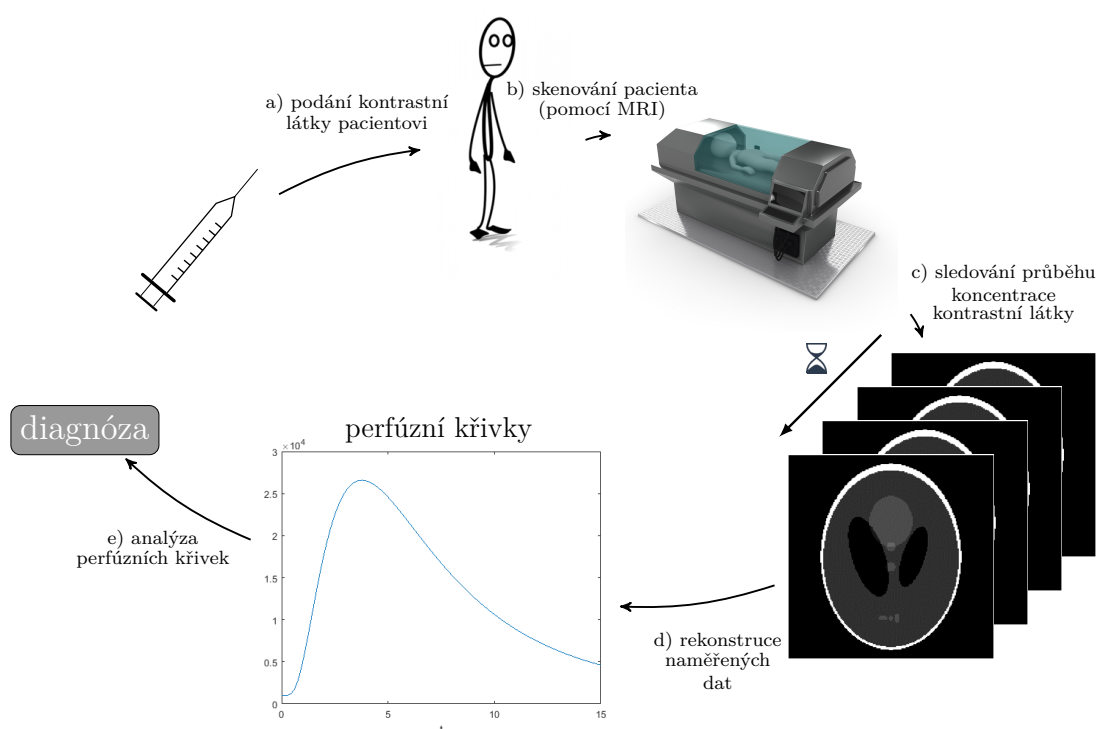 a) podání kontrastní
látky pacientovi
b) skenování pacienta
(pomocí MRI)
c) sledování průběhu
koncentrace
kontrastní látky
d) rekonstruce
naměřených
dat
perfúzní křivky
× 10⁴
3
2.5
2
1.5
1
0.5
0
0 5 10 15
e) analýza
perfúzních křivek
diagnóza